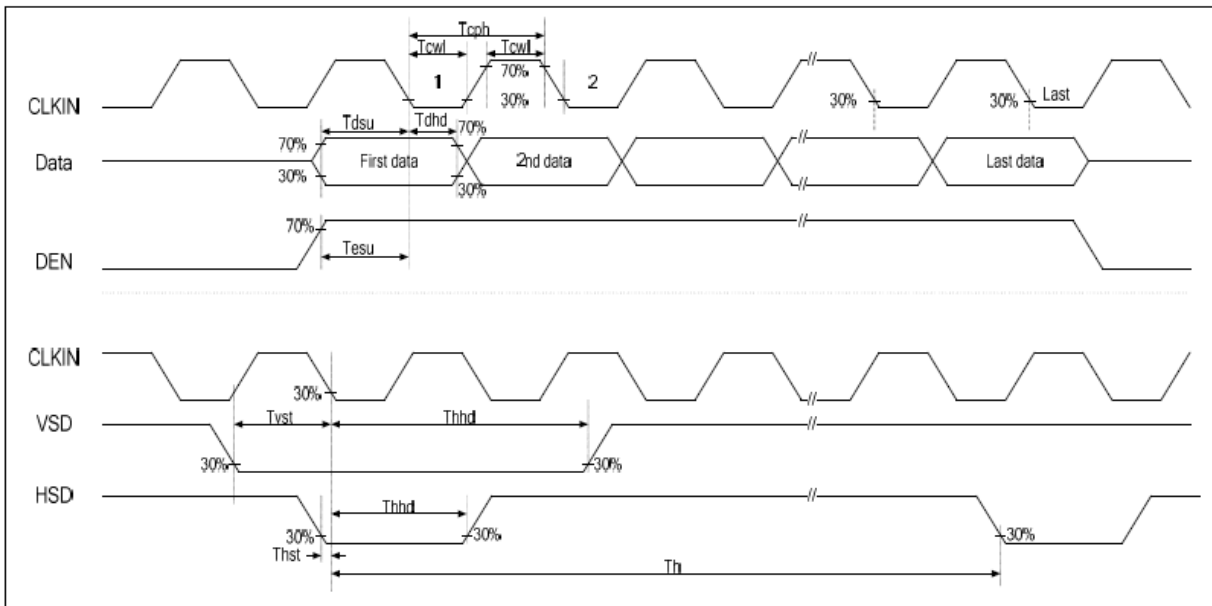 Tcph
Tcwl Tcwll
1 70% 2
CLKIN 30% 30% 30% Last
Tdsu Tdhd
70% 70%
Data First data 2nd data Last data
30% 30%
70%
Tesu
DEN
CLKIN
30%
Tvst Thhd
VSD
30% 30%
HSD Thhd
30% 30% 30%
Thst
Th